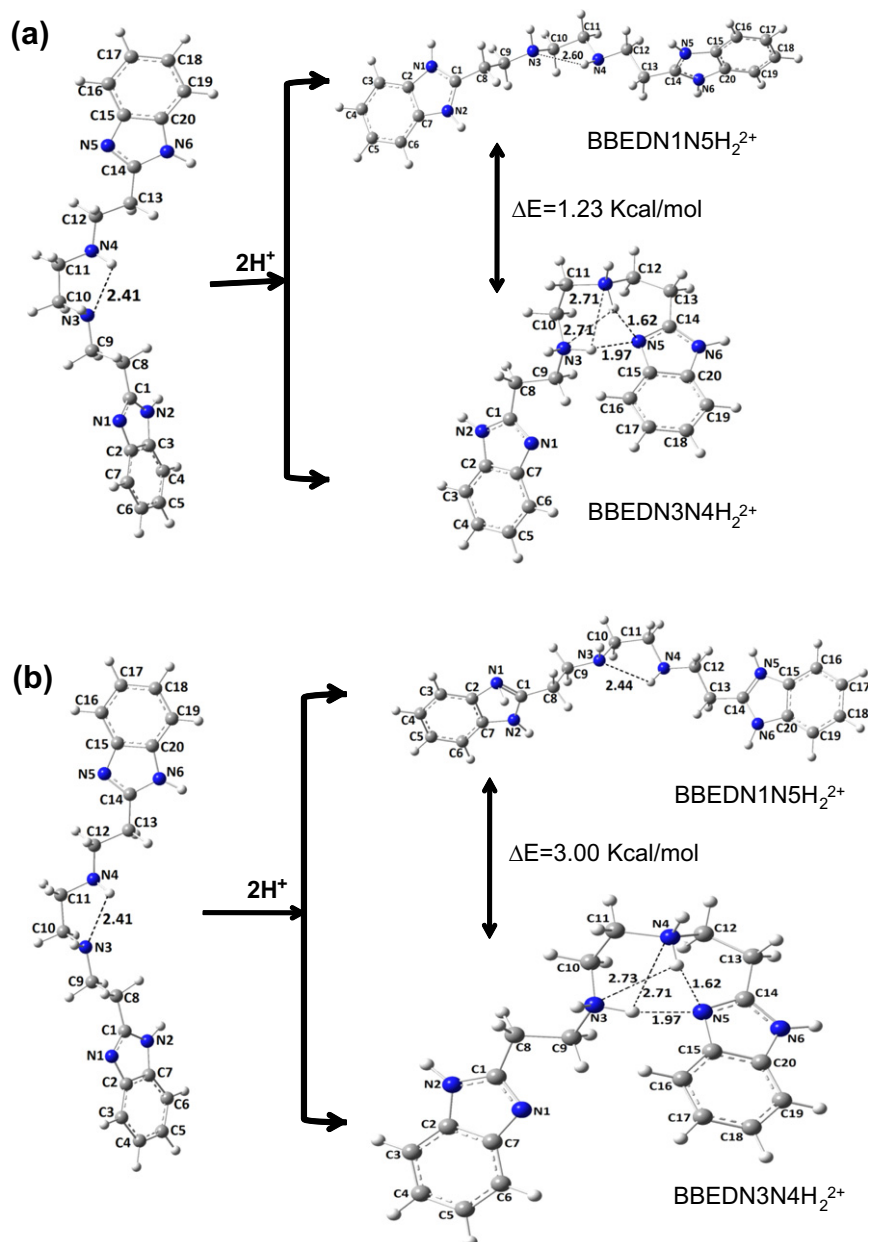 (a)
C17
C18
C16
C19
C15
C20
N5
N6
C14
C13
C12
N4
C11
C10
2.41
N3
C9
C8
C1
N1
N2
C2
C3
C7
C4
C6
C5
2H⁺
C11
C10
C9
N3
2.60
N4
C12
C13
C8
N1
C1
C3
C2
C4
N2
C7
C5
C6
N5
C16
C17
C15
C18
C14
C20
N6
C19
BBEDN1N5H₂²⁺
ΔE=1.23 Kcal/mol
C11
C12
C13
2.71
C10
2.71
1.62
C14
N5
N6
N3
1.97
C9
C15
C20
C8
C16
C19
C1
N2
N1
C17
C18
C2
C7
C3
C6
C4
C5
BBEDN3N4H₂²⁺
(b)
C17
C16
C18
C19
C15
C20
N5
N6
C14
C13
C12
N4
C11
2.41
C10
N3
C9
C8
C1
N2
N1
C2
C7
C3
C6
C4
C5
2H⁺
C10
C11
N3
N4
C12
C9
2.44
C8
C13
N1
C2
C1
C3
C4
C5
C7
N2
C6
N5
C16
C15
C17
C14
C18
N6
C20
C19
BBEDN1N5H₂²⁺
ΔE=3.00 Kcal/mol
C11
N4
C12
C13
C10
2.73
2.71
1.62
C14
N3
1.97
N5
N6
C8
C9
C15
C20
N2
C1
C16
C19
N1
C17
C18
C2
C7
C3
C4
C6
C5
BBEDN3N4H₂²⁺